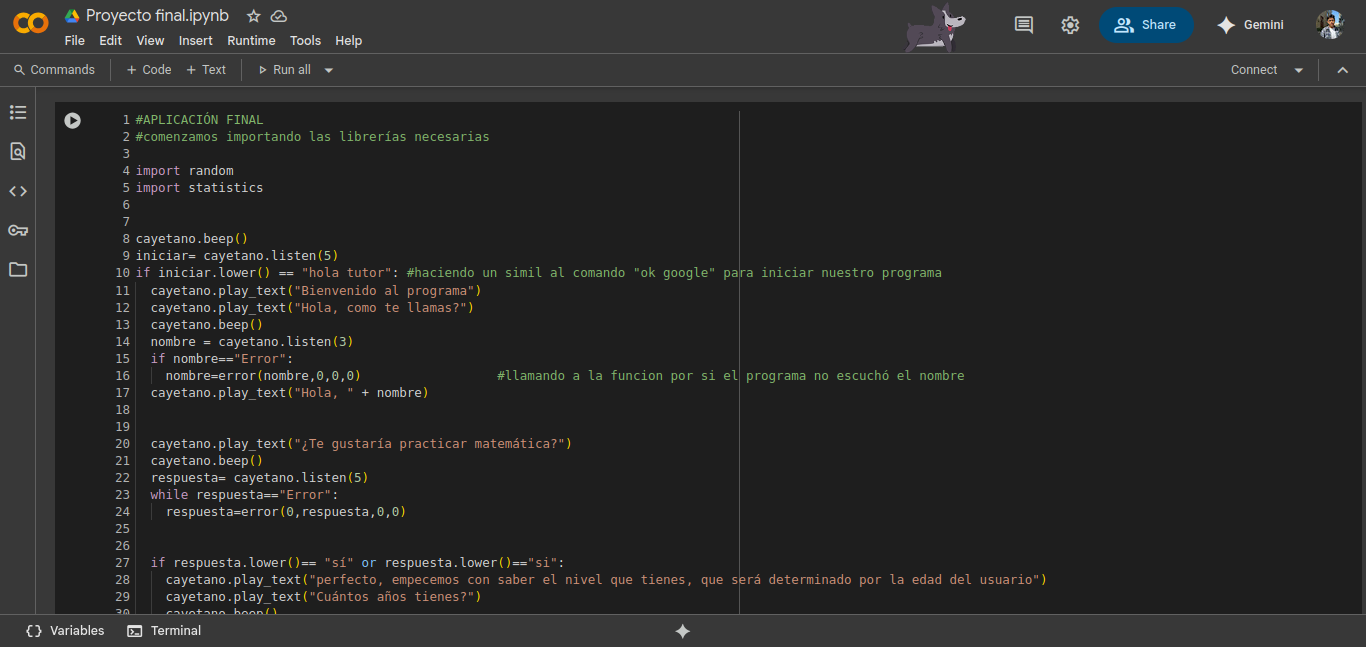 Proyecto final.ipynb
File Edit View Insert Runtime Tools Help
Share
Gemini
Commands + Code + Text Run all
Connect
1 #APLICACIÓN FINAL
2 #comenzamos importando las librerías necesarias
3
4 import random
5 import statistics
6
7
8 cayetano.beep()
9 iniciar= cayetano.listen(5)
10 if iniciar.lower() == "hola tutor": #haciendo un simil al comando "ok google" para iniciar nuestro programa
11 cayetano.play_text("Bienvenido al programa")
12 cayetano.play_text("Hola, como te llamas?")
13 cayetano.beep()
14 nombre = cayetano.listen(3)
15 if nombre=="Error":
16 nombre=error(nombre,0,0,0) #llamando a la funcion por si el programa no escuchó el nombre
17 cayetano.play_text("Hola, " + nombre)
18
19
20 cayetano.play_text("¿Te gustaría practicar matemática?")
21 cayetano.beep()
22 respuesta= cayetano.listen(5)
23 while respuesta=="Error":
24 respuesta=error(0,respuesta,0,0)
25
26
27 if respuesta.lower()== "sí" or respuesta.lower()=="si":
28 cayetano.play_text("perfecto, empecemos con saber el nivel que tienes, que será determinado por la edad del usuario")
29 cayetano.play_text("Cuántos años tienes?")
30 cayetano.beep()
Variables Terminal